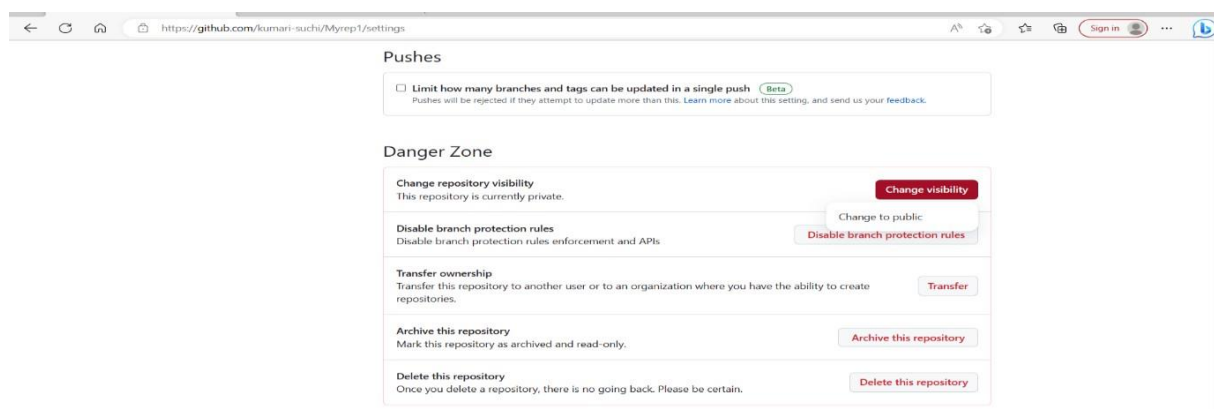 https://github.com/kumari-suchi/Myrep1/settings
Sign in
Pushes
Limit how many branches and tags can be updated in a single push Beta
Pushes will be rejected if they attempt to update more than this. Learn more about this setting, and send us your feedback.
Danger Zone
Change repository visibility
This repository is currently private.
Change visibility
Change to public
Disable branch protection rules
Disable branch protection rules enforcement and APIs
Disable branch protection rules
Transfer ownership
Transfer this repository to another user or to an organization where you have the ability to create
repositories.
Transfer
Archive this repository
Mark this repository as archived and read-only.
Archive this repository
Delete this repository
Once you delete a repository, there is no going back. Please be certain.
Delete this repository